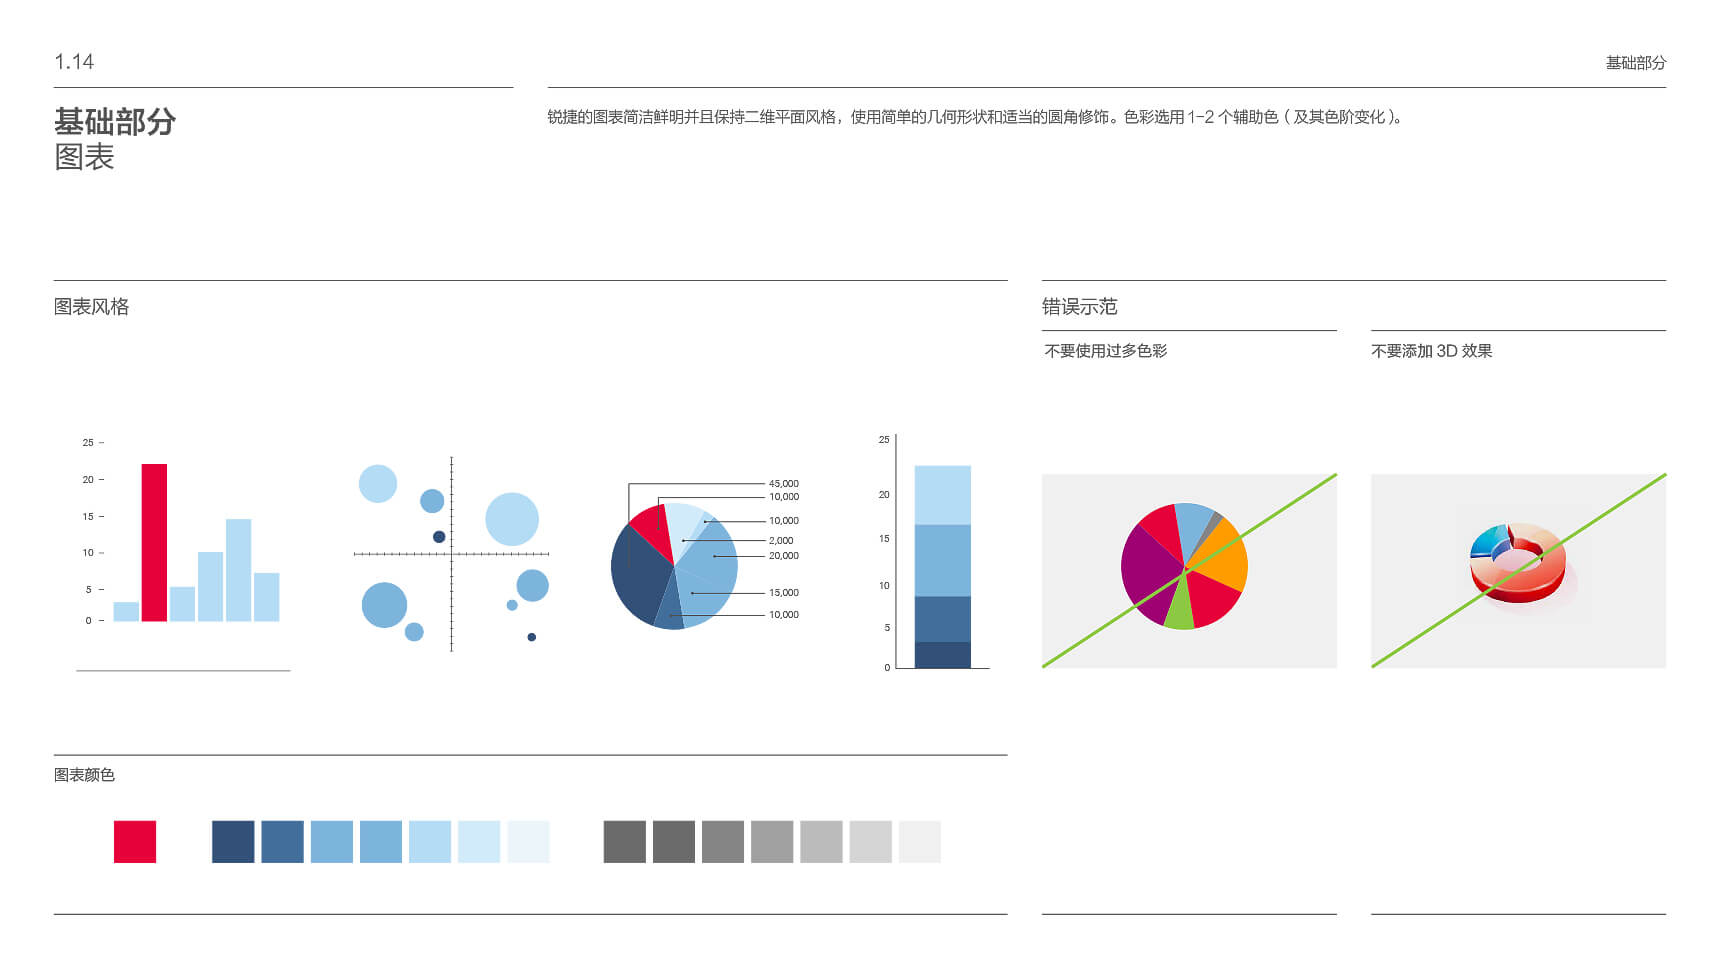 1.14
基础部分
基础部分
图表
锐捷的图表简洁鲜明并且保持二维平面风格，使用简单的几何形状和适当的圆角修饰。色彩选用 1-2 个辅助色（及其色阶变化）。
图表风格
错误示范
不要使用过多色彩
不要添加 3D 效果
25
20
15
10
5
0
45,000
10,000
10,000
2,000
20,000
15,000
10,000
25
20
15
10
5
0
图表颜色